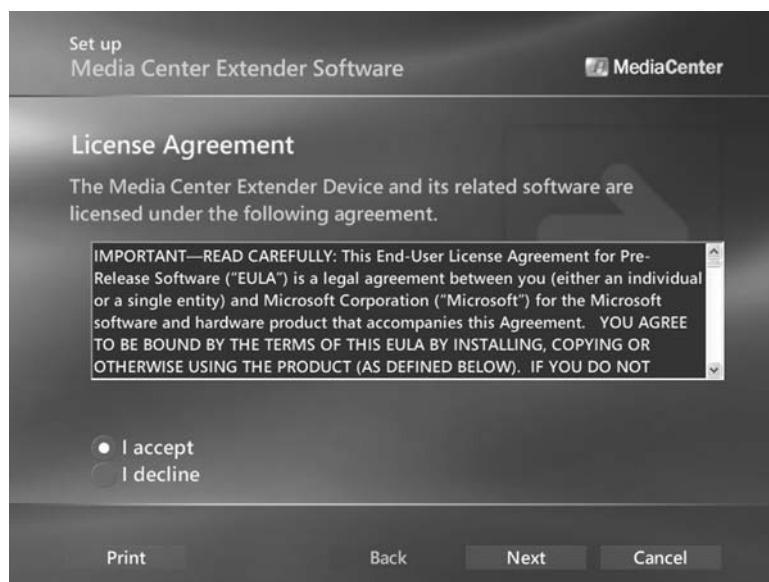 Set up
Media Center Extender Software
MediaCenter
License Agreement
The Media Center Extender Device and its related software are
licensed under the following agreement.
IMPORTANT—READ CAREFULLY: This End-User License Agreement for Pre-
Release Software (“EULA”) is a legal agreement between you (either an individual
or a single entity) and Microsoft Corporation (“Microsoft”) for the Microsoft
software and hardware product that accompanies this Agreement.   YOU AGREE
TO BE BOUND BY THE TERMS OF THIS EULA BY INSTALLING, COPYING OR
OTHERWISE USING THE PRODUCT (AS DEFINED BELOW).  IF YOU DO NOT
I accept
I decline
Print
Back
Next
Cancel